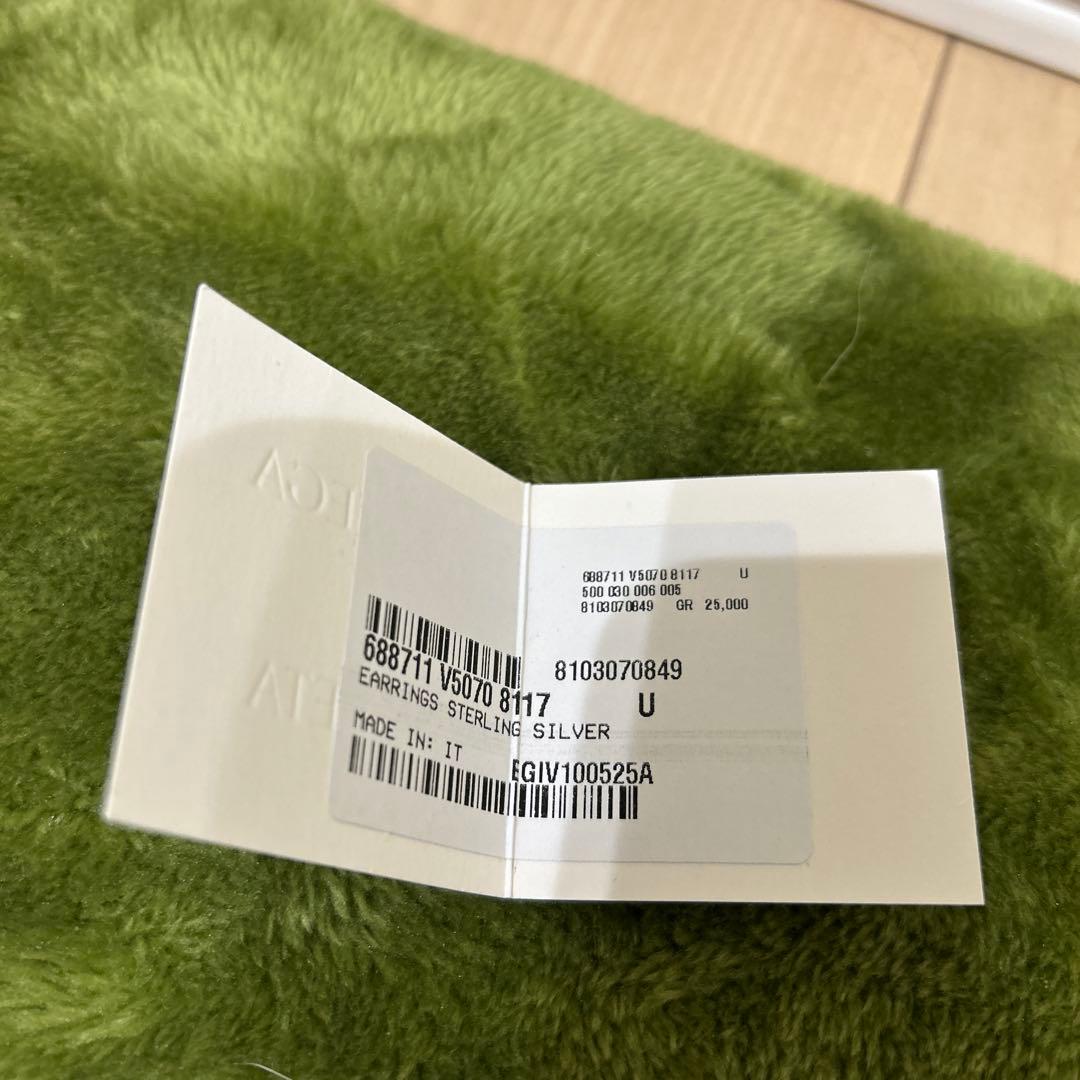 688711 V5070 8117 U
500 030 006 005
8103070849 GR 25,000
8103070849
688711 V5070 8117 U
EARRINGS STERLING SILVER
MADE IN: IT
EGIV100525A